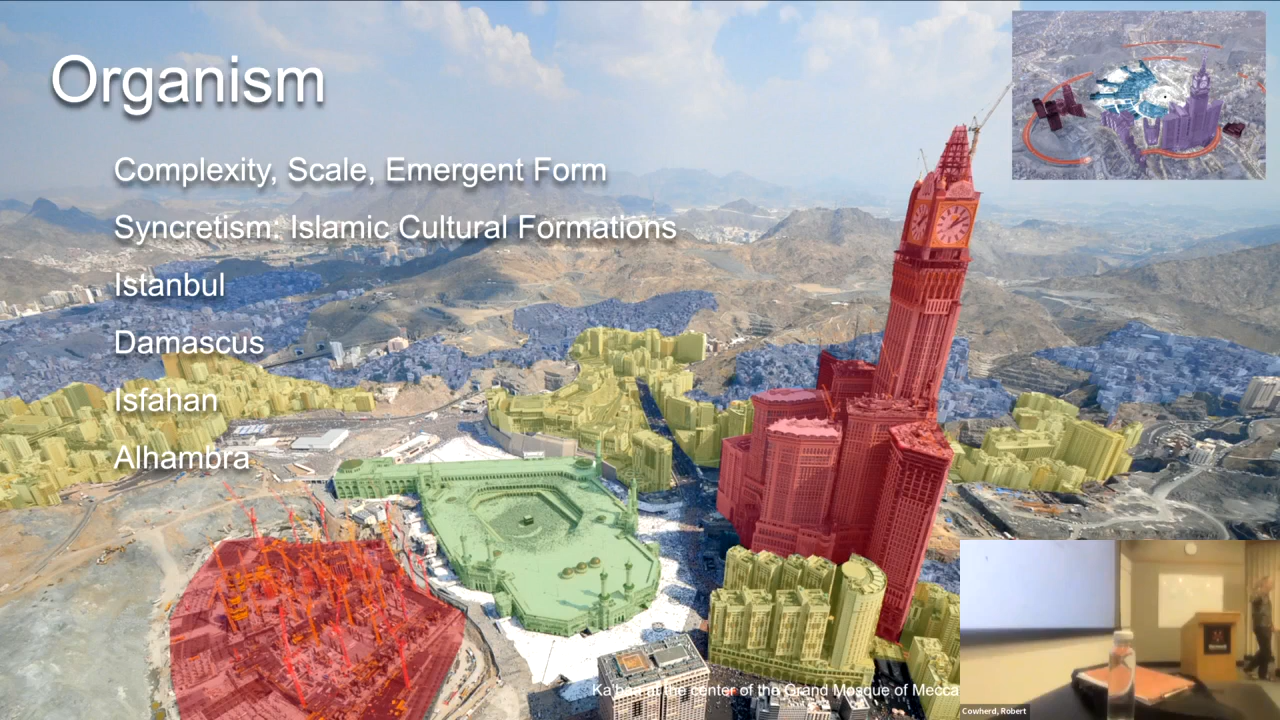 Organism
Complexity, Scale, Emergent Form
Syncretism: Islamic Cultural Formations
Istanbul
Damascus
Isfahan
Alhambra
Ka'baa at the center of the Grand Mosque of Mecca
Cowherd, Robert